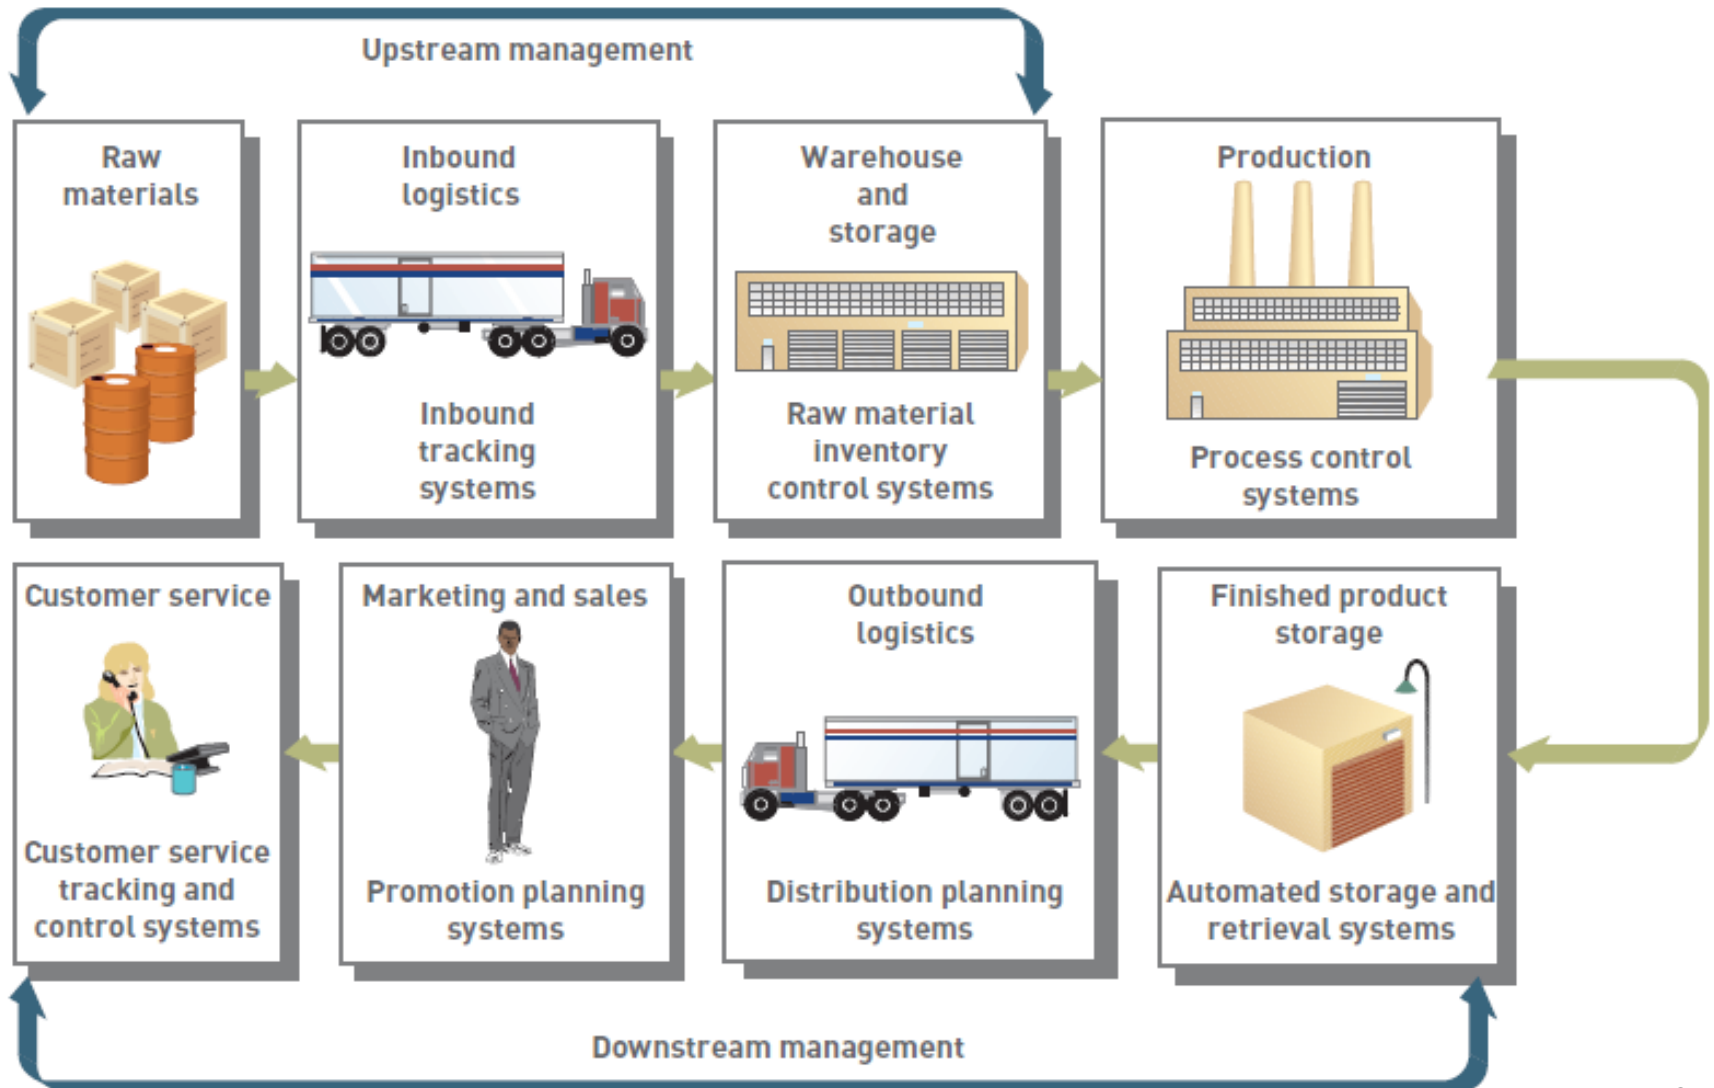 Upstream management
Raw
materials
Inbound
logistics
Inbound
tracking
systems
Warehouse
and
storage
Raw material
inventory
control systems
Production
Process control
systems
Finished product
storage
Automated storage and
retrieval systems
Outbound
logistics
Distribution planning
systems
Marketing and sales
Promotion planning
systems
Customer service
Customer service
tracking and
control systems
Downstream management